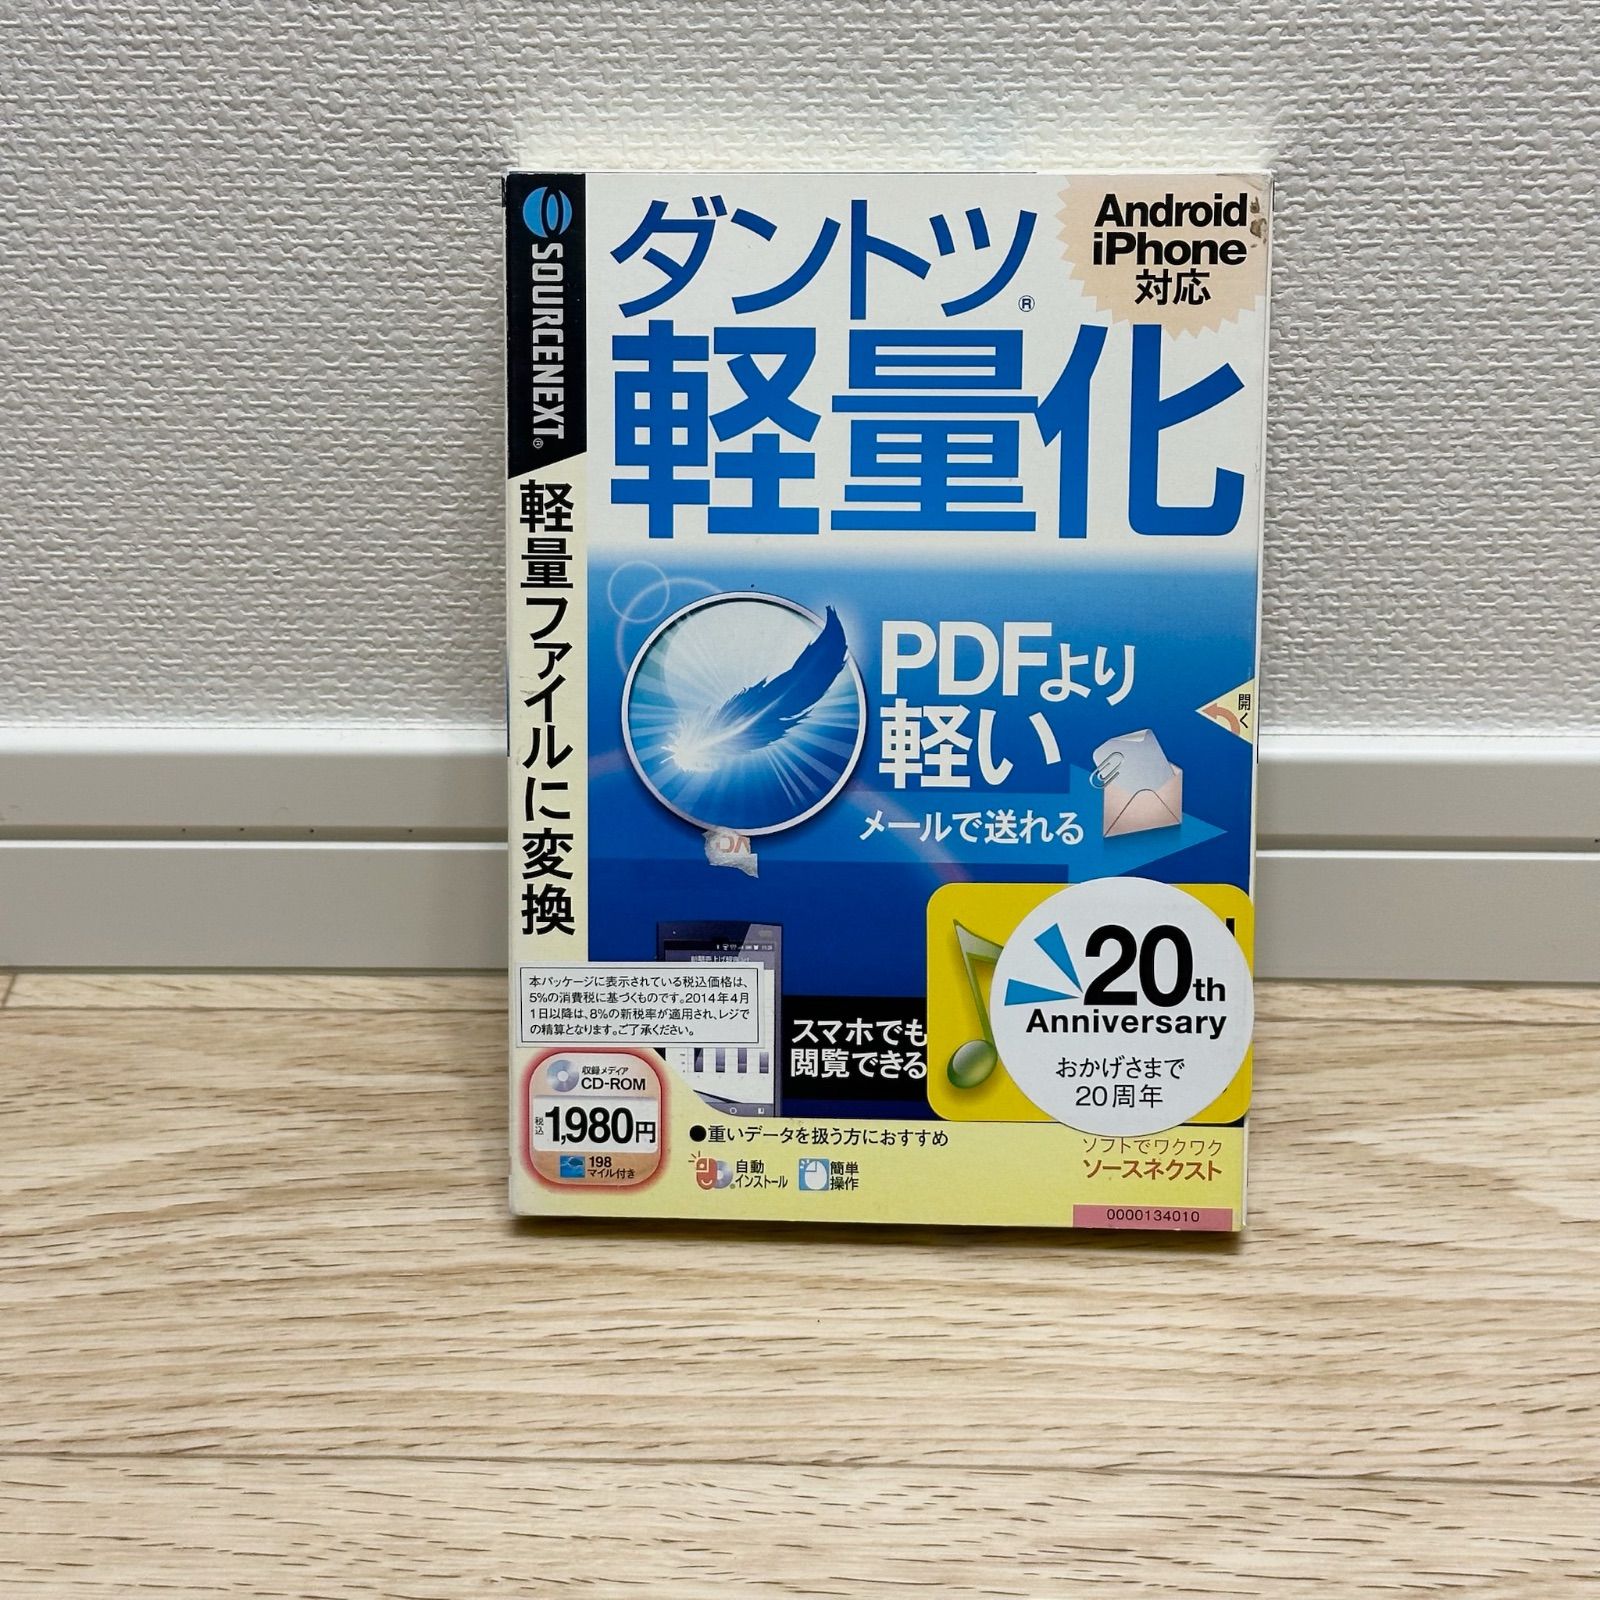 SOURCENEXT®
軽量ファイルに変換
ダントツ®
軽量化
Android
iPhone
対応
PDFより
軽い
メールで送れる
開く
20th
Anniversary
おかげさまで
20周年
スマホでも
閲覧できる
本パッケージに表示されている税込価格は、
5%の消費税に基づくものです。2014年4月
1日以降は、8%の新税率が適用され、レジで
の精算となります。ご了承ください。
収録メディア
CD-ROM
税込1,980円
198
マイル付き
●重いデータを扱う方におすすめ
自動
インストール
簡単
操作
ソフトでワクワク
ソースネクスト
0000134010